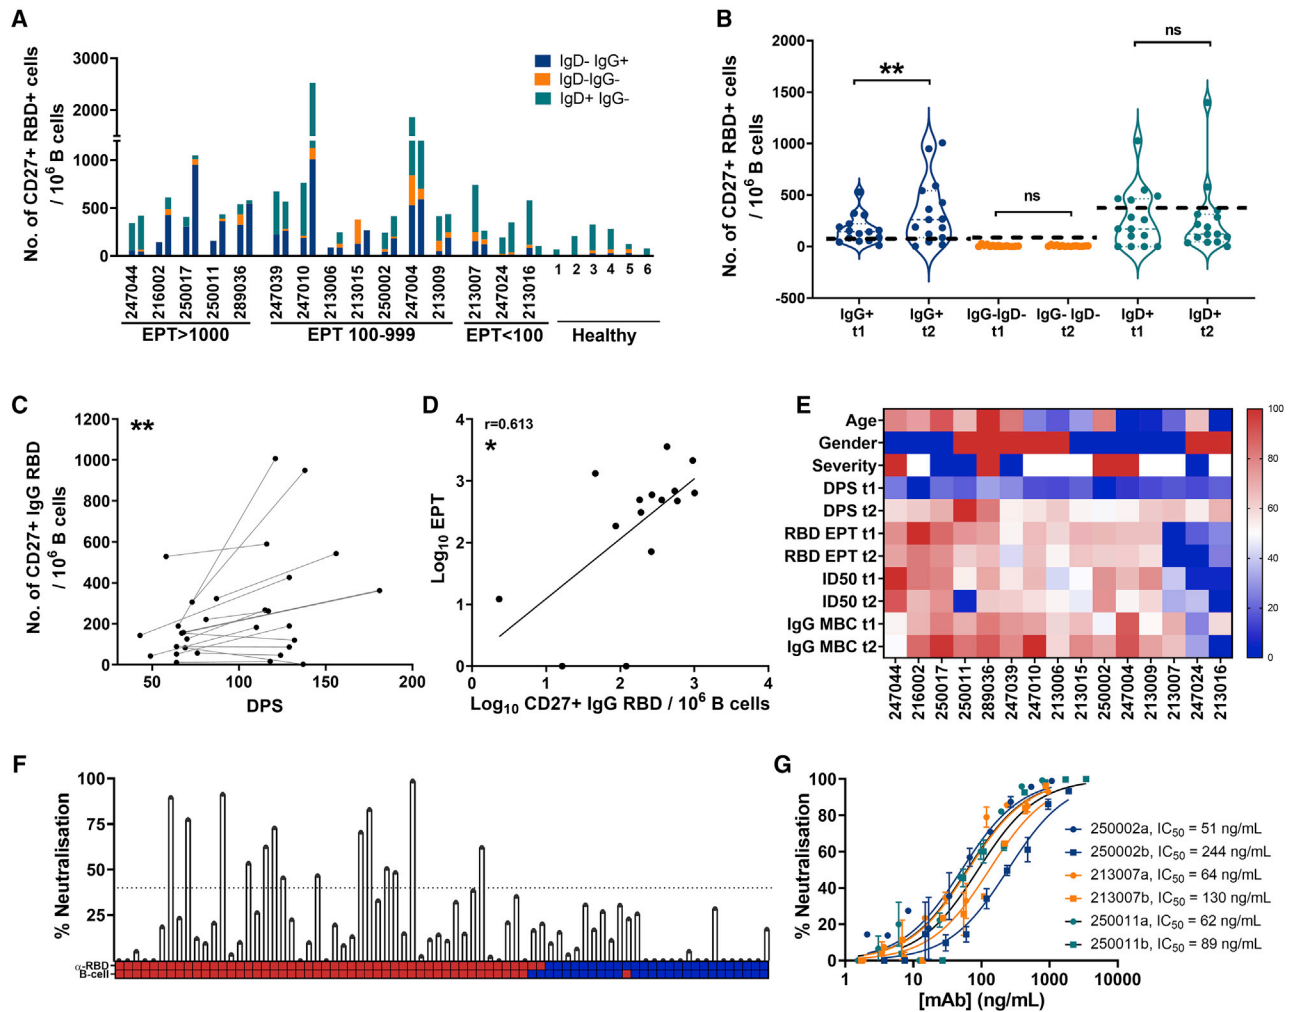 A
No. of CD27+ RBD+ cells
/ 10⁶ B cells
3000
2000
1000
500
0
IgD- IgG+
IgD-IgG-
IgD+ IgG-
247044
216002
250017
250011
289036
247039
247010
213006
213015
250002
247004
213009
213007
247024
213016
1 2 3 4 5 6
EPT>1000
EPT 100-999
EPT<100
Healthy
B
No. of CD27+ RBD+ cells
/ 10⁶ B cells
2000
1500
1000
500
0
-500
**
ns
ns
IgG+ t1
IgG+ t2
IgG-IgD- t1
IgG- IgD- t2
IgD+ t1
IgD+ t2
C
**
No. of CD27+ IgG RBD
/ 10⁶ B cells
1200
1000
800
600
400
200
0
50 100 150 200
DPS
D
r=0.613
*
Log₁₀ EPT
4
3
2
1
0
0 1 2 3 4
Log₁₀ CD27+ IgG RBD / 10⁶ B cells
E
Age
Gender
Severity
DPS t1
DPS t2
RBD EPT t1
RBD EPT t2
ID50 t1
ID50 t2
IgG MBC t1
IgG MBC t2
247044
216002
250017
250011
289036
247039
247010
213006
213015
250002
247004
213009
213007
247024
213016
100
80
60
40
20
0
F
% Neutralisation
100
75
50
25
α-RBD
B-cell
G
% Neutralisation
100
80
60
40
20
0
1 10 100 1000 10000
[mAb] (ng/mL)
250002a, IC₅₀ = 51 ng/mL
250002b, IC₅₀ = 244 ng/mL
213007a, IC₅₀ = 64 ng/mL
213007b, IC₅₀ = 130 ng/mL
250011a, IC₅₀ = 62 ng/mL
250011b, IC₅₀ = 89 ng/mL